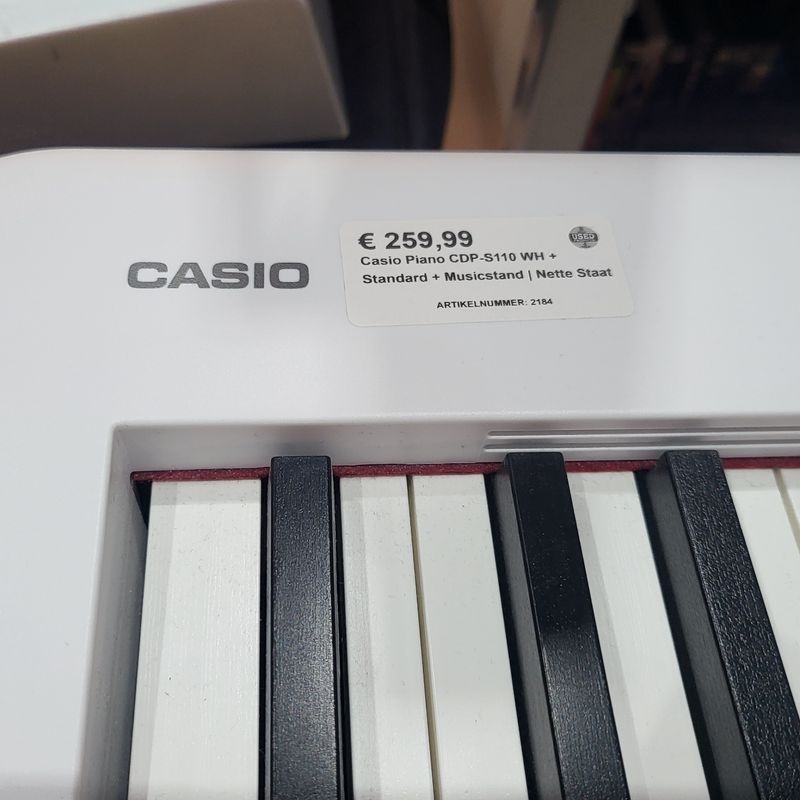 CASIO
€ 259,99
USED
Casio Piano CDP-S110 WH +
Standard + Musicstand | Nette Staat
ARTIKELNUMMER: 2184